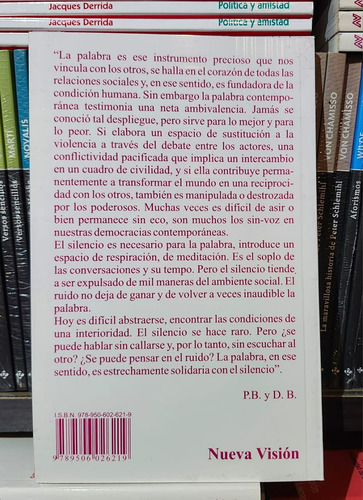 Jacques Derrida
Política y amistad
Jacques Derrida
Política y amistad
“La palabra es ese instrumento precioso que nos
vincula con los otros, se halla en el corazón de todas las
relaciones sociales y, en ese sentido, es fundadora de la
condición humana. Sin embargo la palabra contempo-
ránea testimonia una neta ambivalencia. Jamás se
conoció tal despliegue, pero sirve para lo mejor y para
lo peor. Si elabora un espacio de sustitución a la
violencia a través del debate entre los actores, una
conflictividad pacificada que implica un intercambio
en un cuadro de civilidad, y si ella contribuye perma-
nentemente a transformar el mundo en una reciproci-
dad con los otros, también es manipulada o destrozada
por los poderosos. Muchas veces es difícil de asir o
bien permanece sin eco, son muchos los sin-voz en
nuestras democracias contemporáneas.
El silencio es necesario para la palabra, introduce un
espacio de respiración, de meditación. Es el soplo de
las conversaciones y su tempo. Pero el silencio tiende
a ser expulsado de mil maneras del ambiente social. El
ruido no deja de ganar y de volver a veces inaudible la
palabra.
Hoy es difícil abstraerse, encontrar las condiciones de
una interioridad. El silencio se hace raro. Pero ¿se
puede hablar sin callarse y, por lo tanto, sin escuchar al
otro? ¿Se puede pensar en el ruido? La palabra, en ese
sentido, es estrechamente solidaria con el silencio”.
P.B. y D. B.
I.S.B.N. 978-950-602-621-9
9789506026219
Nueva Visión
MARTÍ
Versos sencillos
NOVALIS
VON CHAMISSO
La maravillosa historia de Peter Schlemihl
VON CHAMISSO
Peter Schlemihl
Aforismos